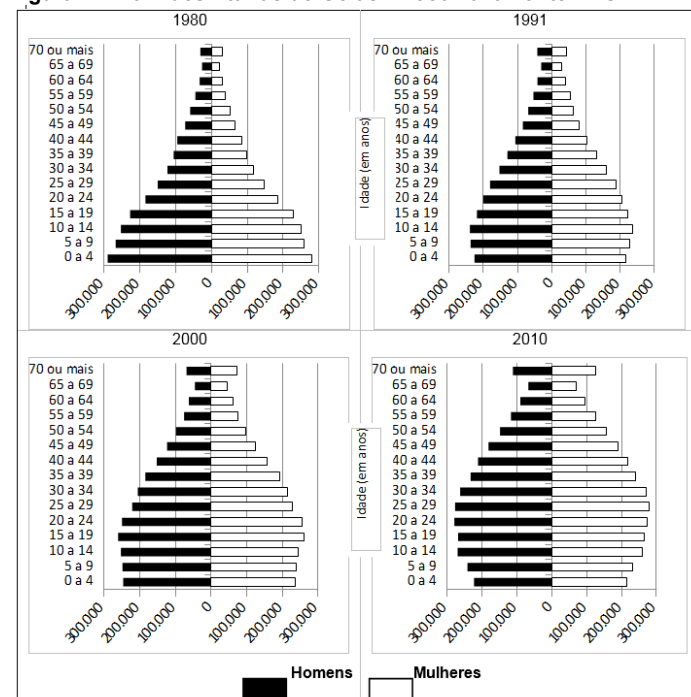 1980
70 ou mais
65 a 69
60 a 64
55 a 59
50 a 54
45 a 49
40 a 44
35 a 39
30 a 34
25 a 29
20 a 24
15 a 19
10 a 14
5 a 9
0 a 4
300.000 200.000 100.000 0 100.000 200.000 300.000
Idade (em anos)
1991
70 ou mais
65 a 69
60 a 64
55 a 59
50 a 54
45 a 49
40 a 44
35 a 39
30 a 34
25 a 29
20 a 24
15 a 19
10 a 14
5 a 9
0 a 4
300.000 200.000 100.000 0 100.000 200.000 300.000
2000
70 ou mais
65 a 69
60 a 64
55 a 59
50 a 54
45 a 49
40 a 44
35 a 39
30 a 34
25 a 29
20 a 24
15 a 19
10 a 14
5 a 9
0 a 4
300.000 200.000 100.000 0 100.000 200.000 300.000
Idade (em anos)
2010
70 ou mais
65 a 69
60 a 64
55 a 59
50 a 54
45 a 49
40 a 44
35 a 39
30 a 34
25 a 29
20 a 24
15 a 19
10 a 14
5 a 9
0 a 4
300.000 200.000 100.000 0 100.000 200.000 300.000
Homens Mulheres